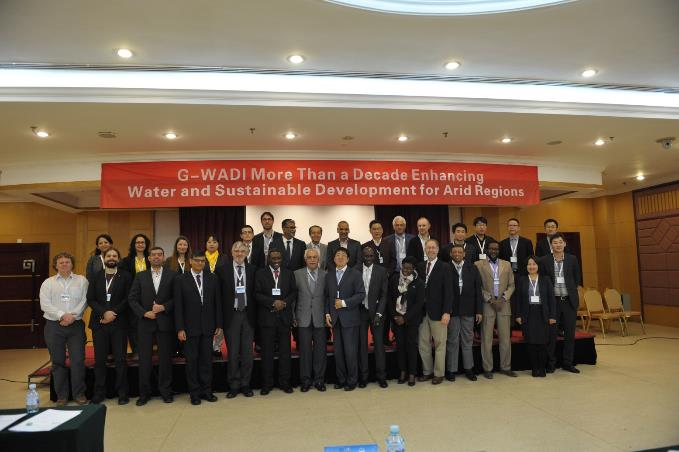 G-WADI More Than a Decade Enhancing
Water and Sustainable Development for Arid Regions